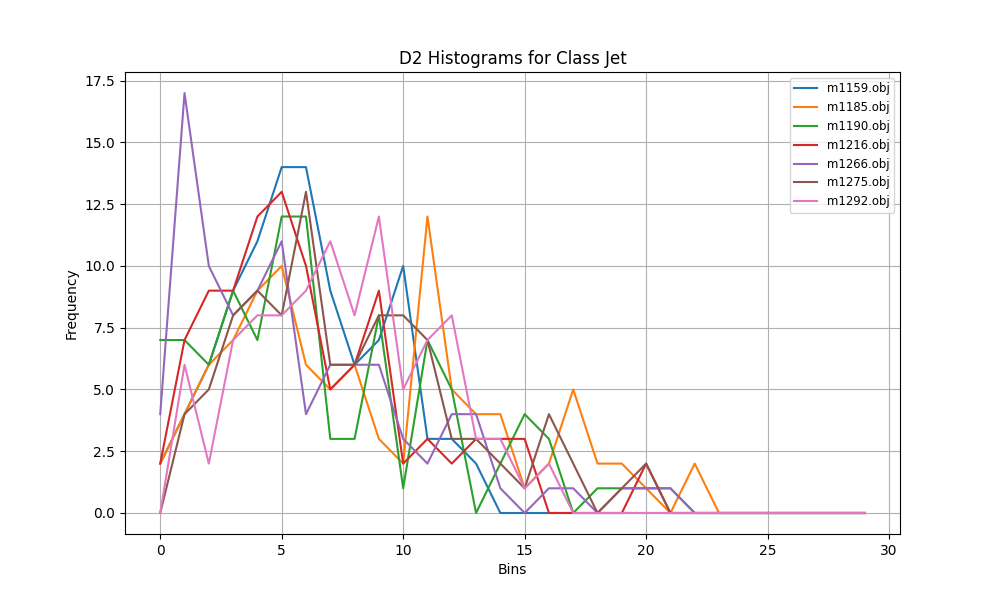 D2 Histograms for Class Jet
17.5
15.0
12.5
10.0
7.5
5.0
2.5
0.0
Frequency
0 5 10 15 20 25 30
Bins
m1159.obj
m1185.obj
m1190.obj
m1216.obj
m1266.obj
m1275.obj
m1292.obj